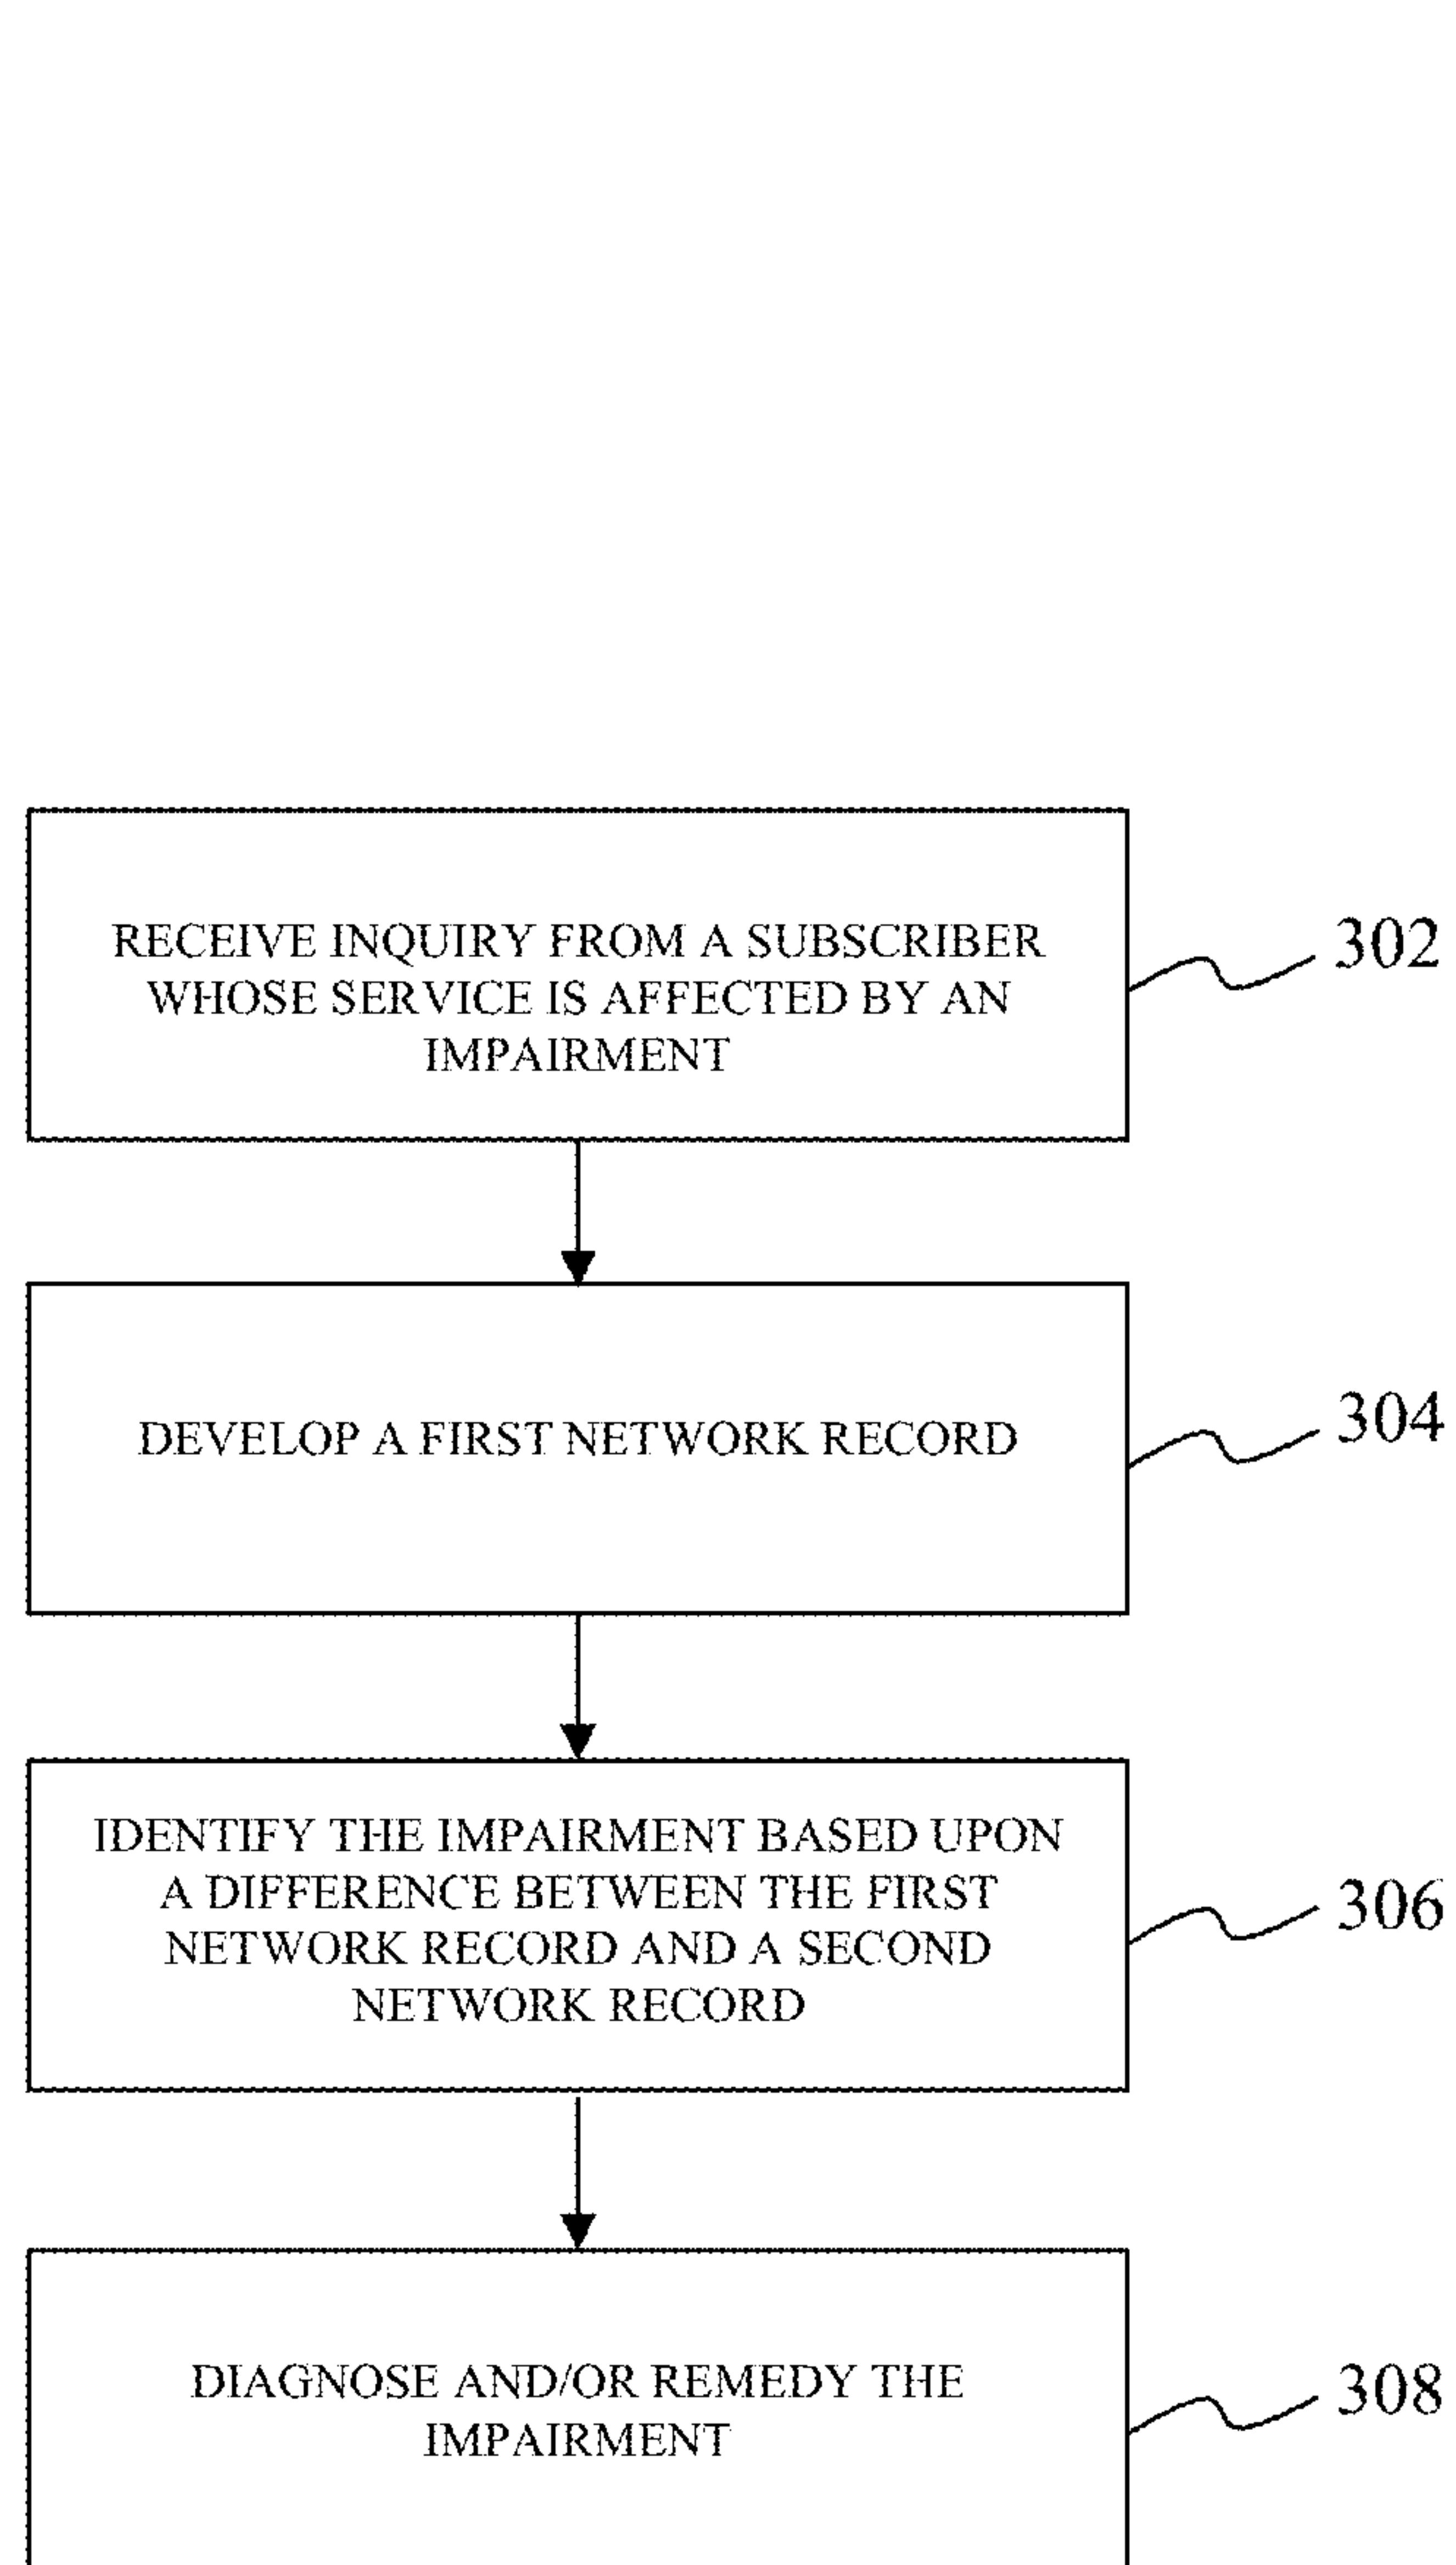 RECEIVE INQUIRY FROM A SUBSCRIBER
WHOSE SERVICE IS AFFECTED BY AN
IMPAIRMENT
302
DEVELOP A FIRST NETWORK RECORD
304
IDENTIFY THE IMPAIRMENT BASED UPON
A DIFFERENCE BETWEEN THE FIRST
NETWORK RECORD AND A SECOND
NETWORK RECORD
306
DIAGNOSE AND/OR REMEDY THE
IMPAIRMENT
308